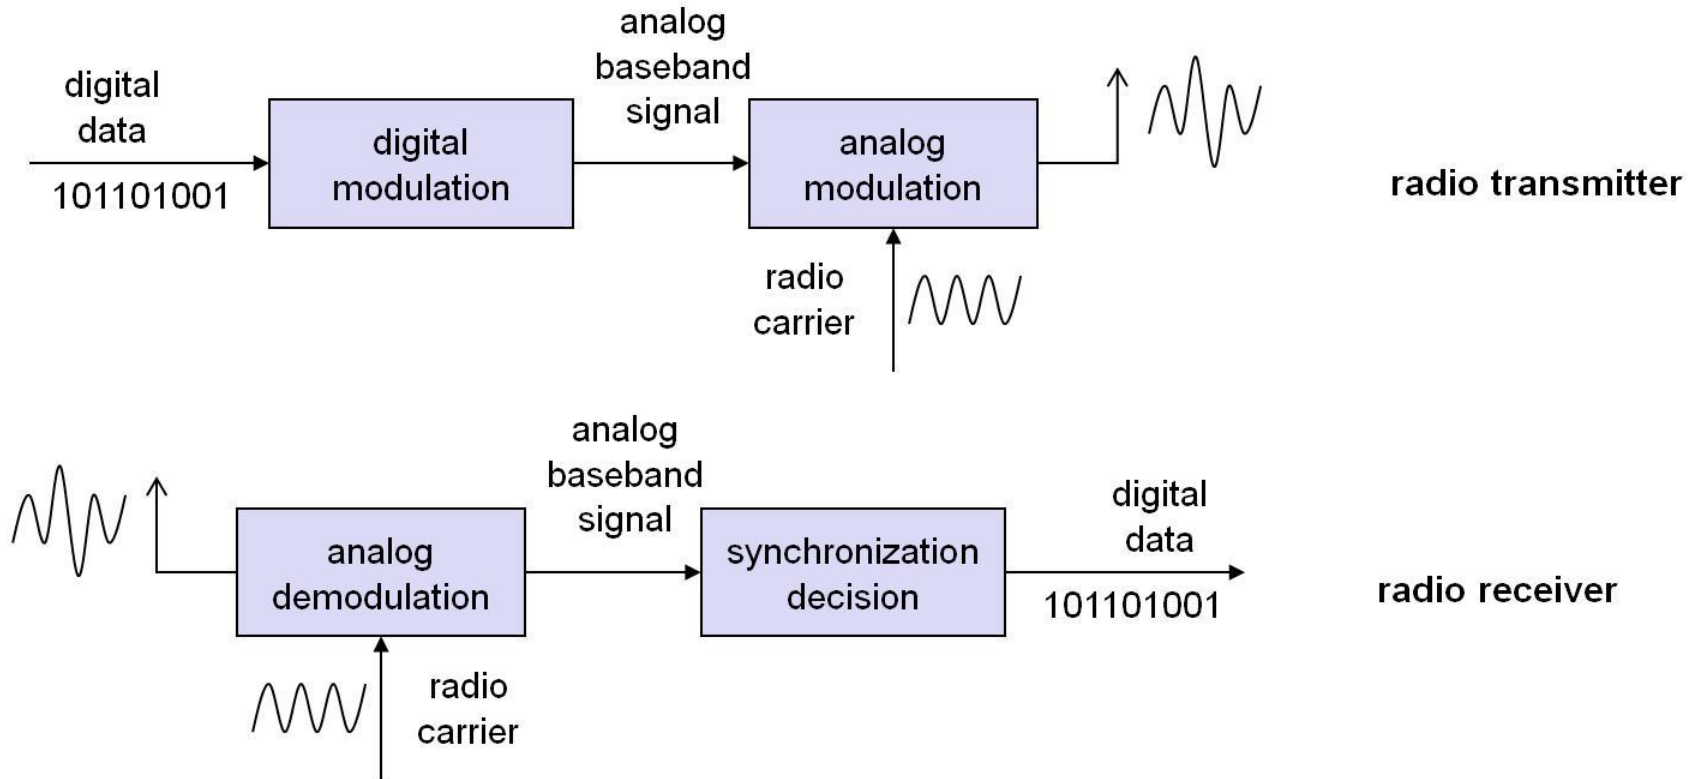 digital
data
101101001
digital
modulation
analog
baseband
signal
analog
modulation
radio
carrier
radio transmitter
analog
demodulation
radio
carrier
analog
baseband
signal
synchronization
decision
digital
data
101101001
radio receiver